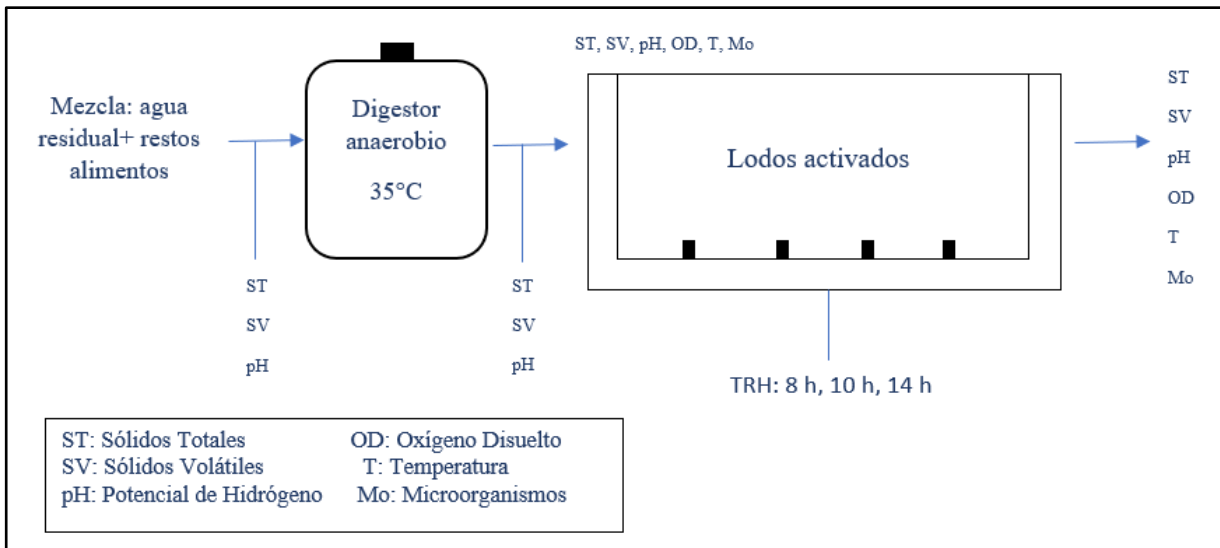 ST, SV, pH, OD, T, Mo
Mezcla: agua
residual+ restos
alimentos
Digestor
anaerobio
35°C
Lodos activados
ST
SV
pH
OD
T
Mo
ST
SV
pH
ST
SV
pH
TRH: 8 h, 10 h, 14 h
ST: Sólidos Totales OD: Oxígeno Disuelto
SV: Sólidos Volátiles T: Temperatura
pH: Potencial de Hidrógeno Mo: Microorganismos